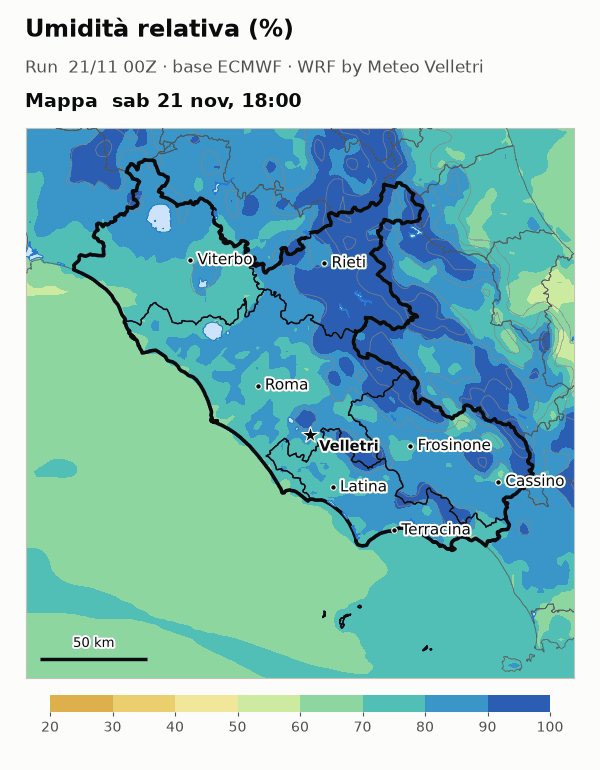 Umidità relativa (%)
Run  21/11 00Z · base ECMWF · WRF by Meteo Velletri
Mappa  sab 21 nov, 18:00
Viterbo
Rieti
Roma
Velletri
Frosinone
Cassino
Latina
Terracina
50 km
20 30 40 50 60 70 80 90 100